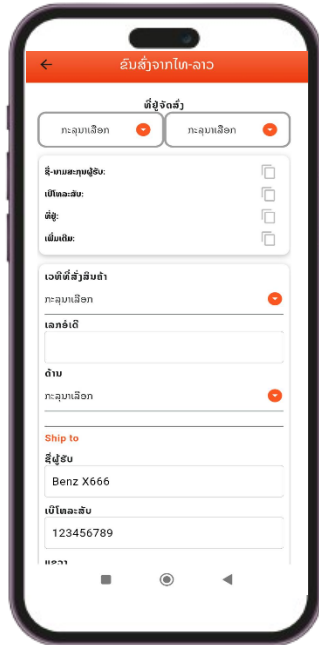 ຂົນສົ່ງຈາກໄທ-ລາວ
ທີ່ຢູ່ຈັດສົ່ງ
ກະລຸນາເລືອກ ກະລຸນາເລືອກ
ຊື່-ນາມສະກຸນຜູ້ຮັບ:
ເບີໂທລະສັບ:
ທີ່ຢູ່:
ເພີ່ມເຕີມ:
ເວທີທີ່ສັ່ງສິນຄ້າ
ກະລຸນາເລືອກ
ເລກອໍເດີ
ດ່ານ
ກະລຸນາເລືອກ
Ship to
ຊື່ຜູ້ຮັບ
Benz X666
ເບີໂທລະສັບ
123456789
ແຂວງ